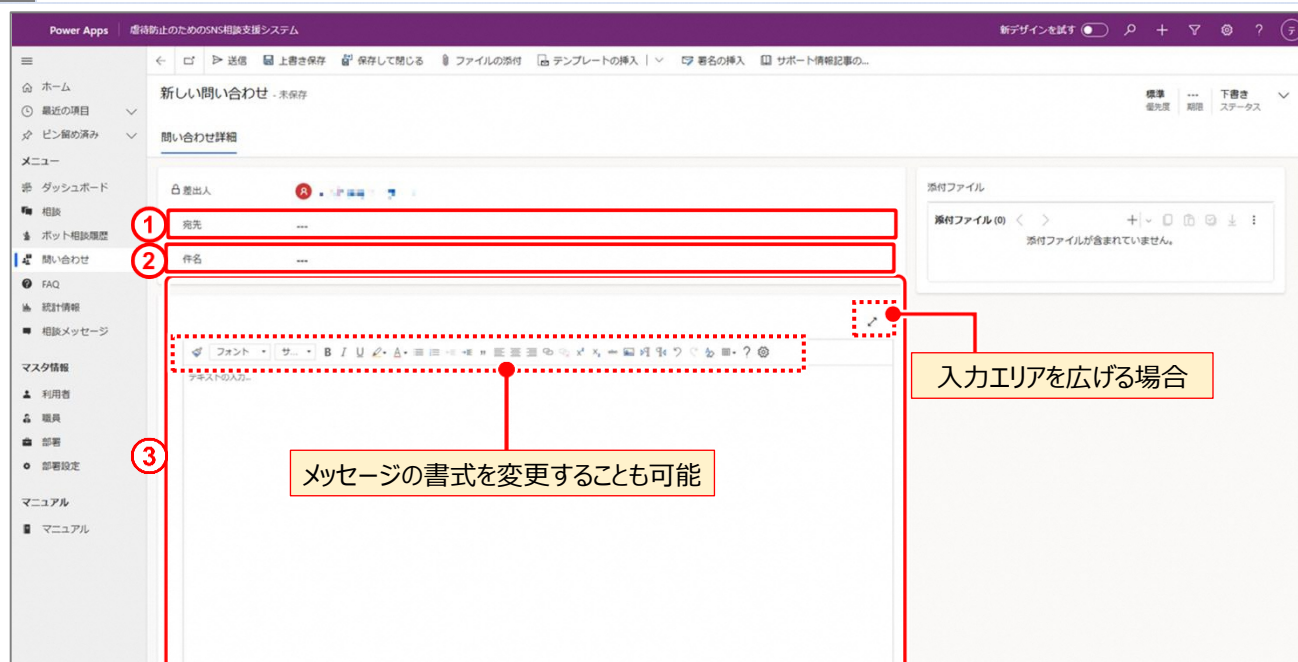 Power Apps 虐待防止のためのSNS相談支援システム 新デザインを試す ?
送信 上書き保存 保存して閉じる ファイルの添付 テンプレートの挿入 署名の挿入 サポート情報記事の...
ホーム
最近の項目
ピン留め済み
メニュー
ダッシュボード
相談
ボット相談履歴
問い合わせ
FAQ
統計情報
相談メッセージ
マスタ情報
利用者
職員
部署
部署設定
マニュアル
マニュアル
新しい問い合わせ - 未保存
標準 --- 下書き
優先度 期限 ステータス
問い合わせ詳細
差出人
① 宛先 ---
② 件名 ---
③
フォント サ... B I U A
テキストの入力...
メッセージの書式を変更することも可能
添付ファイル
添付ファイル (0)
添付ファイルが含まれていません。
入力エリアを広げる場合